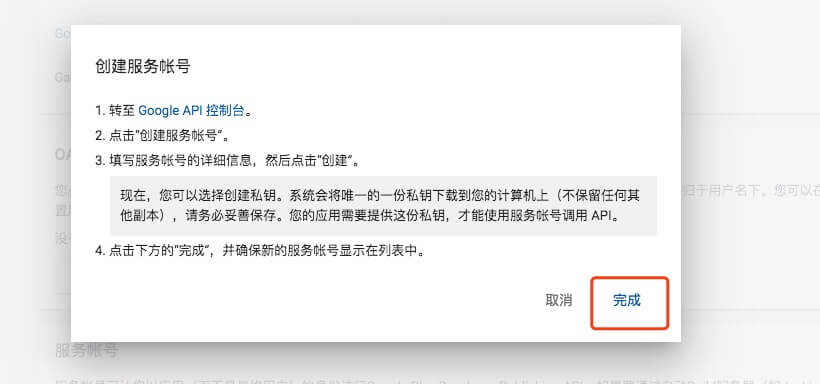 Go
创建服务帐号
Ga
1. 转至 Google API 控制台。
2. 点击“创建服务帐号”。
OA
3. 填写服务帐号的详细信息，然后点击“创建”。
您
现在，您可以选择创建私钥。系统会将唯一的一份私钥下载到您的计算机上（不保留任何其
归于用户名下。您可以在
置
他副本），请务必妥善保存。您的应用需要提供这份私钥，才能使用服务帐号调用 API。
没
4. 点击下方的“完成”，并确保新的服务帐号显示在列表中。
取消 完成
服务帐号